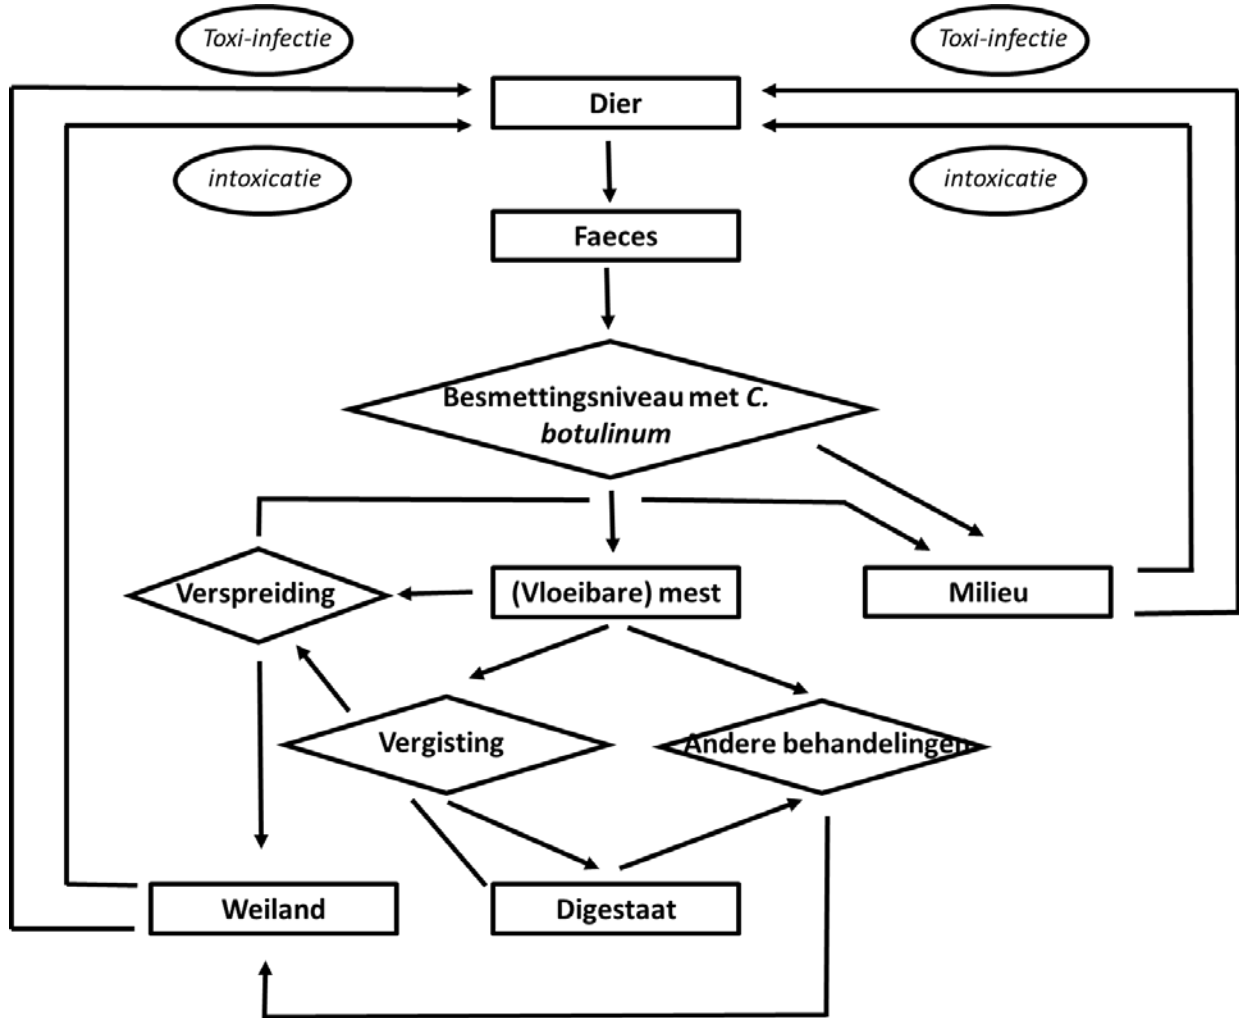 Toxi-infectie
Toxi-infectie
Dier
intoxicatie
intoxicatie
Faeces
Besmettingsniveau met C.
botulinum
Verspreiding
(Vloeibare) mest
Milieu
Vergisting
Andere behandelingen
Weiland
Digestaat